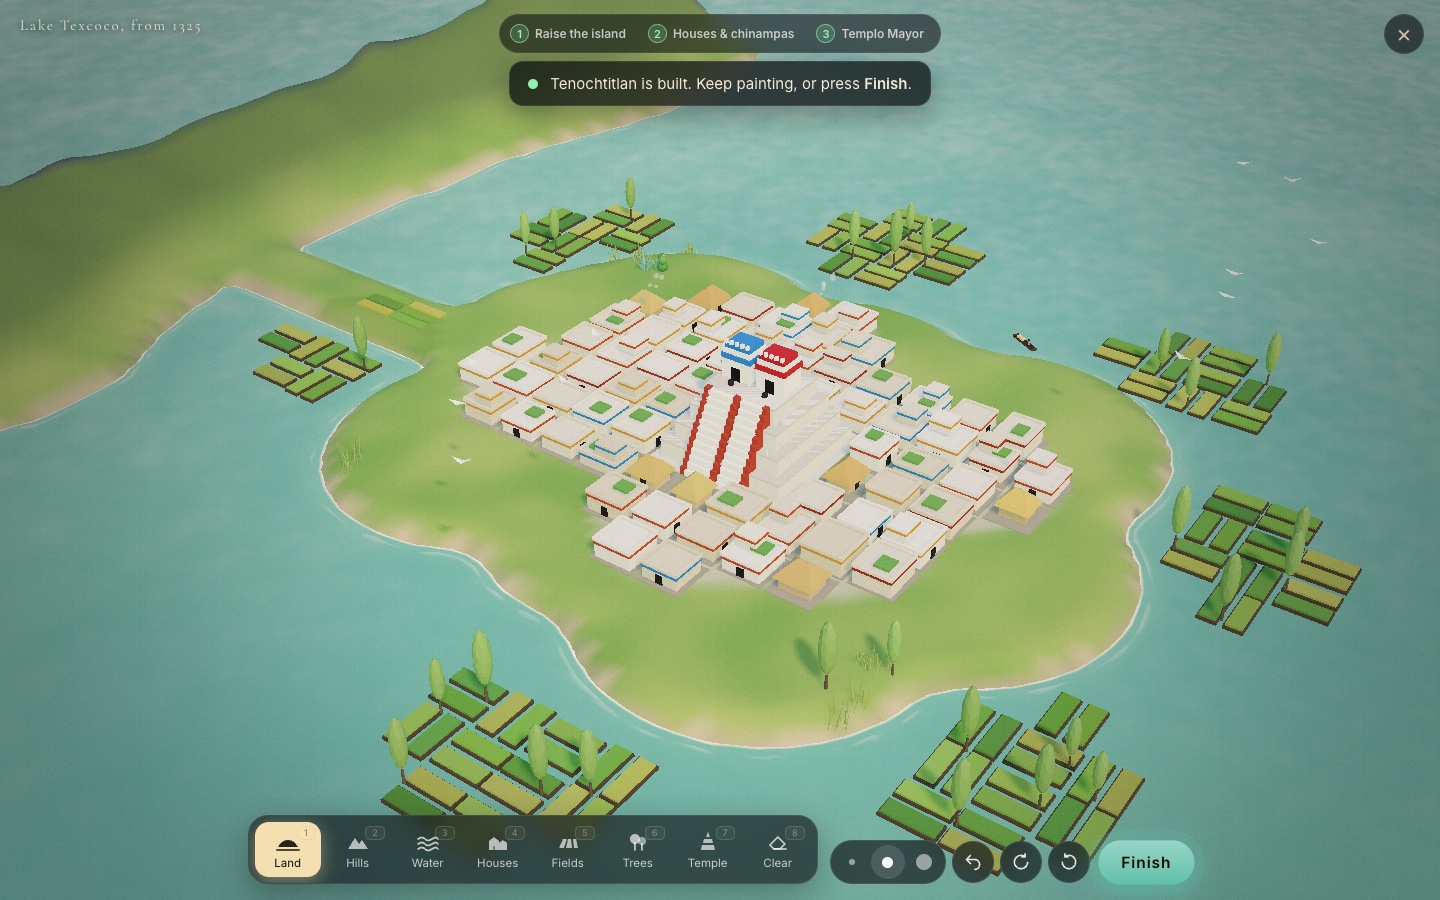 Lake Texcoco, from 1325
1 Raise the island 2 Houses & chinampas 3 Templo Mayor
Tenochtitlan is built. Keep painting, or press Finish.
1 2 3 4 5 6 7 8
Land Hills Water Houses Fields Trees Temple Clear
Finish